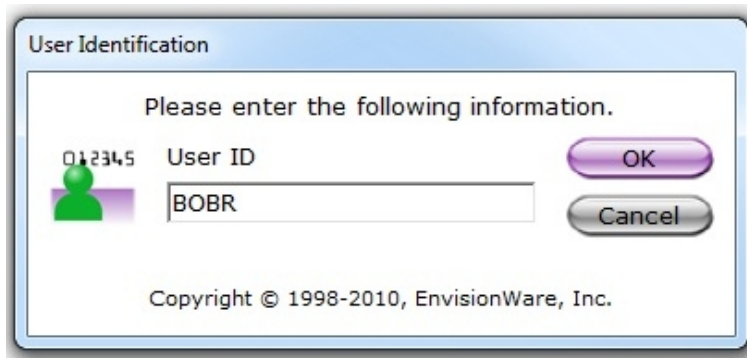 User Identification
Please enter the following information.
012345
User ID
OK
BOBR
Cancel
Copyright © 1998-2010, EnvisionWare, Inc.